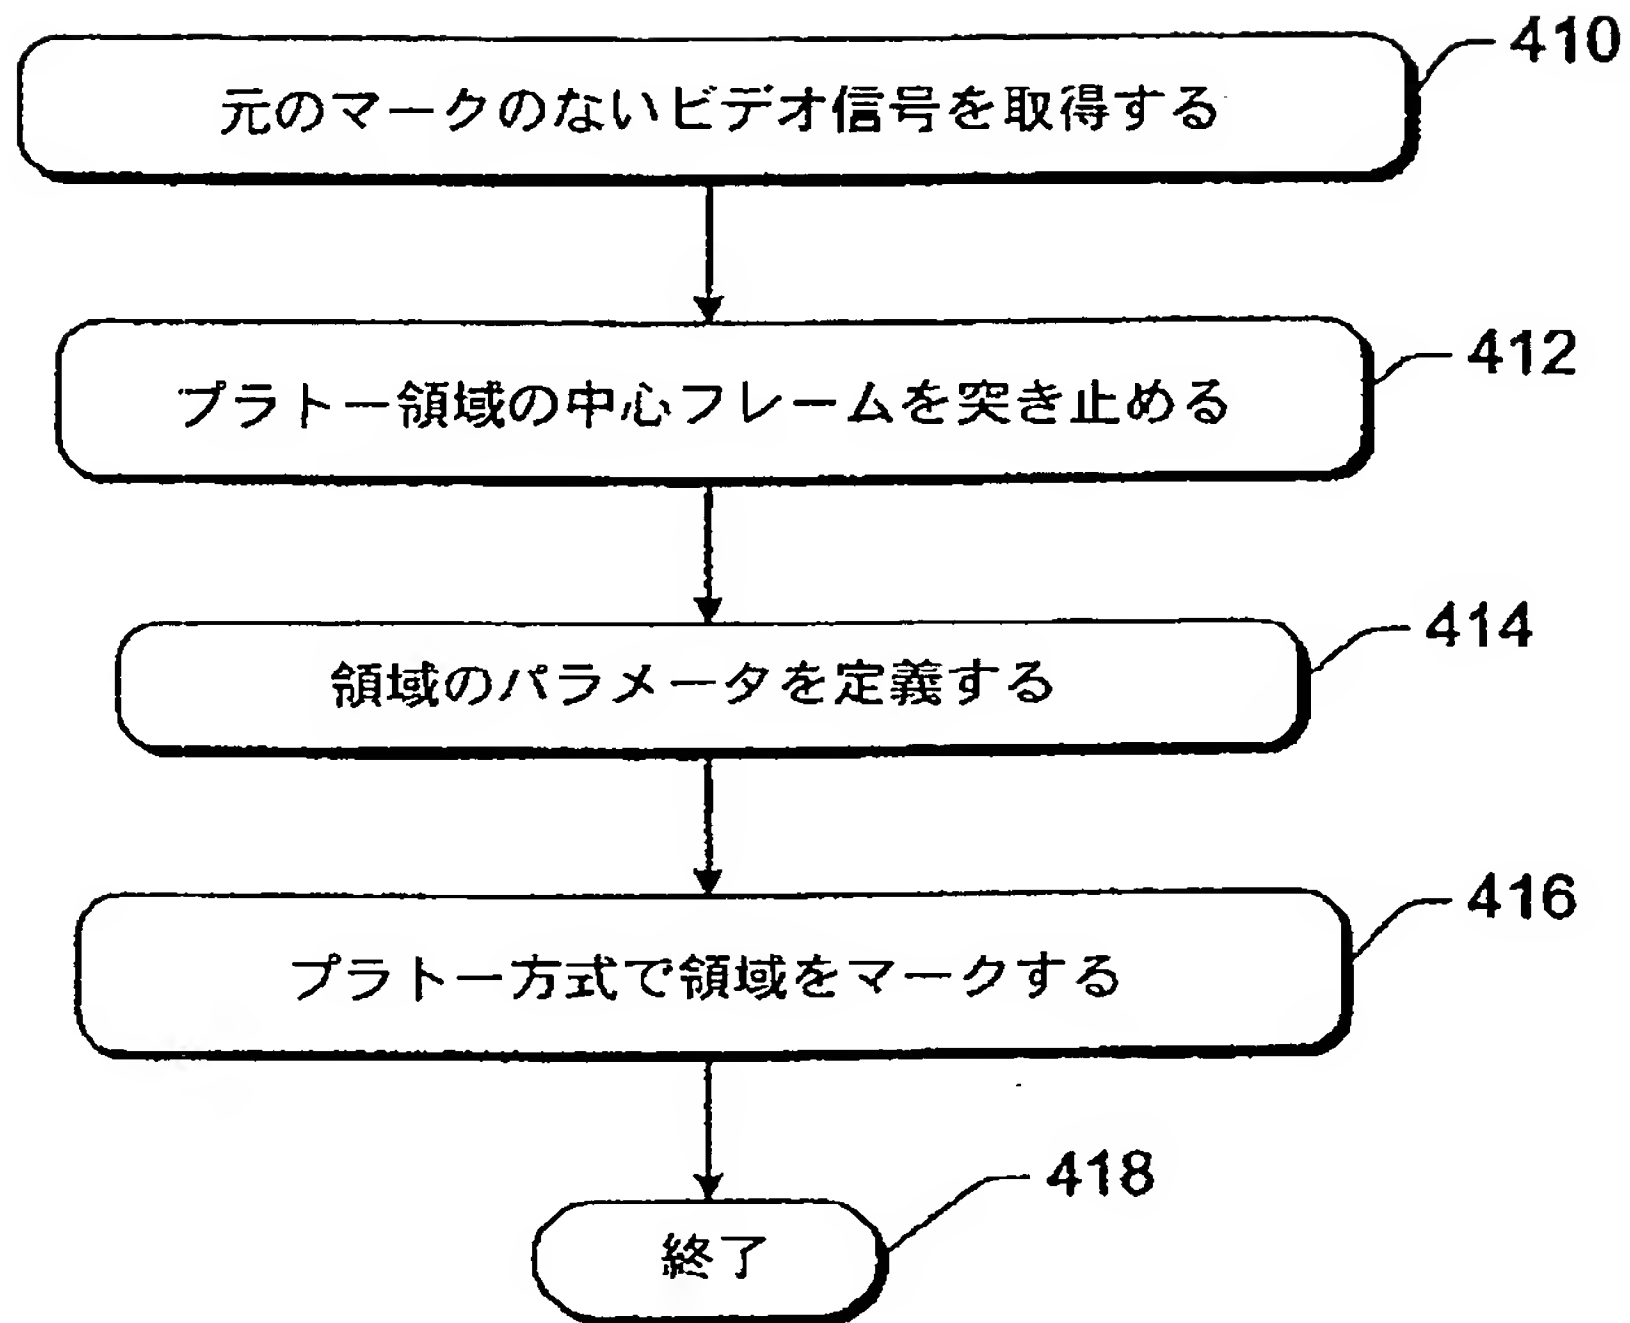 410
元のマークのないビデオ信号を取得する
412
プラトー領域の中心フレームを突き止める
414
領域のパラメータを定義する
416
プラトー方式で領域をマークする
418
終了